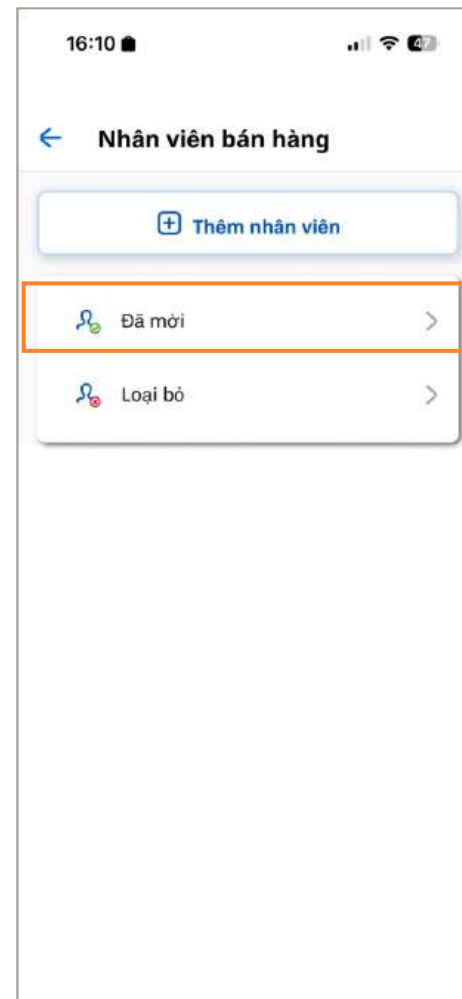 16:10
47
Nhân viên bán hàng
Thêm nhân viên
Đã mời
Loại bỏ